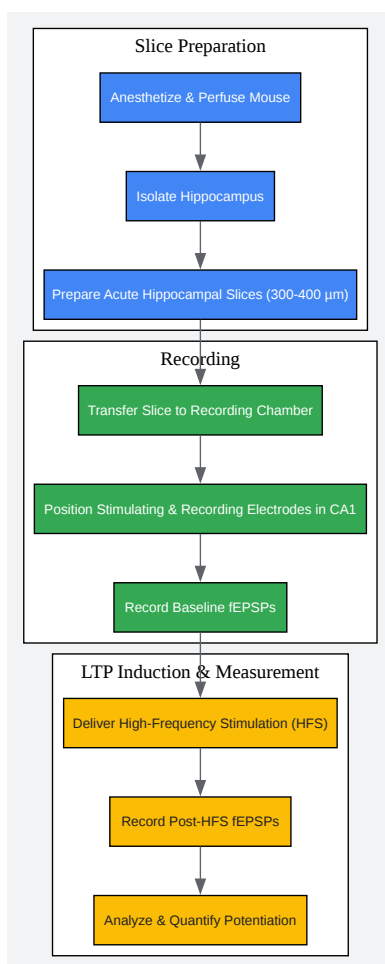 Slice Preparation
Anesthetize & Perfuse Mouse
Isolate Hippocampus
Prepare Acute Hippocampal Slices (300-400 µm)
Recording
Transfer Slice to Recording Chamber
Position Stimulating & Recording Electrodes in CA1
Record Baseline fEPSPs
LTP Induction & Measurement
Deliver High-Frequency Stimulation (HFS)
Record Post-HFS fEPSPs
Analyze & Quantify Potentiation